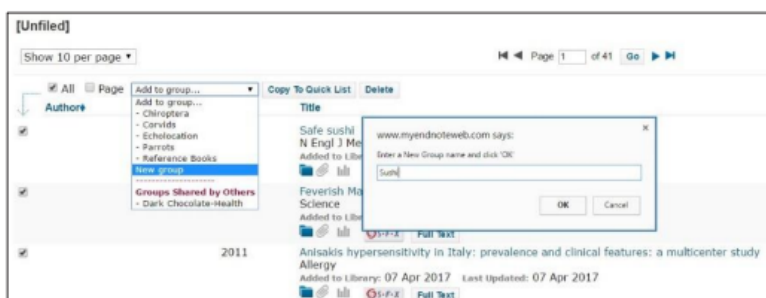 [Unfiled]
Show 10 per page
Page 1 of 41 Go
All Page Add to group... Copy To Quick List Delete
Author Title
Add to group...
- Chiroptera
- Corvids
- Echolocation
- Parrots
- Reference Books
New group
Groups Shared by Others
- Dark Chocolate-Health
www.myendnoteweb.com says:
Enter a New Group name and click 'OK'
Sushi
OK Cancel
Safe sushi
N Engl J Me
Added to Libr
Feverish Ma
Science
Added to Libr
S·F·X Full Text
2011 Anisakis hypersensitivity in Italy: prevalence and clinical features: a multicenter study
Allergy
Added to Library: 07 Apr 2017 Last Updated: 07 Apr 2017
S·F·X Full Text